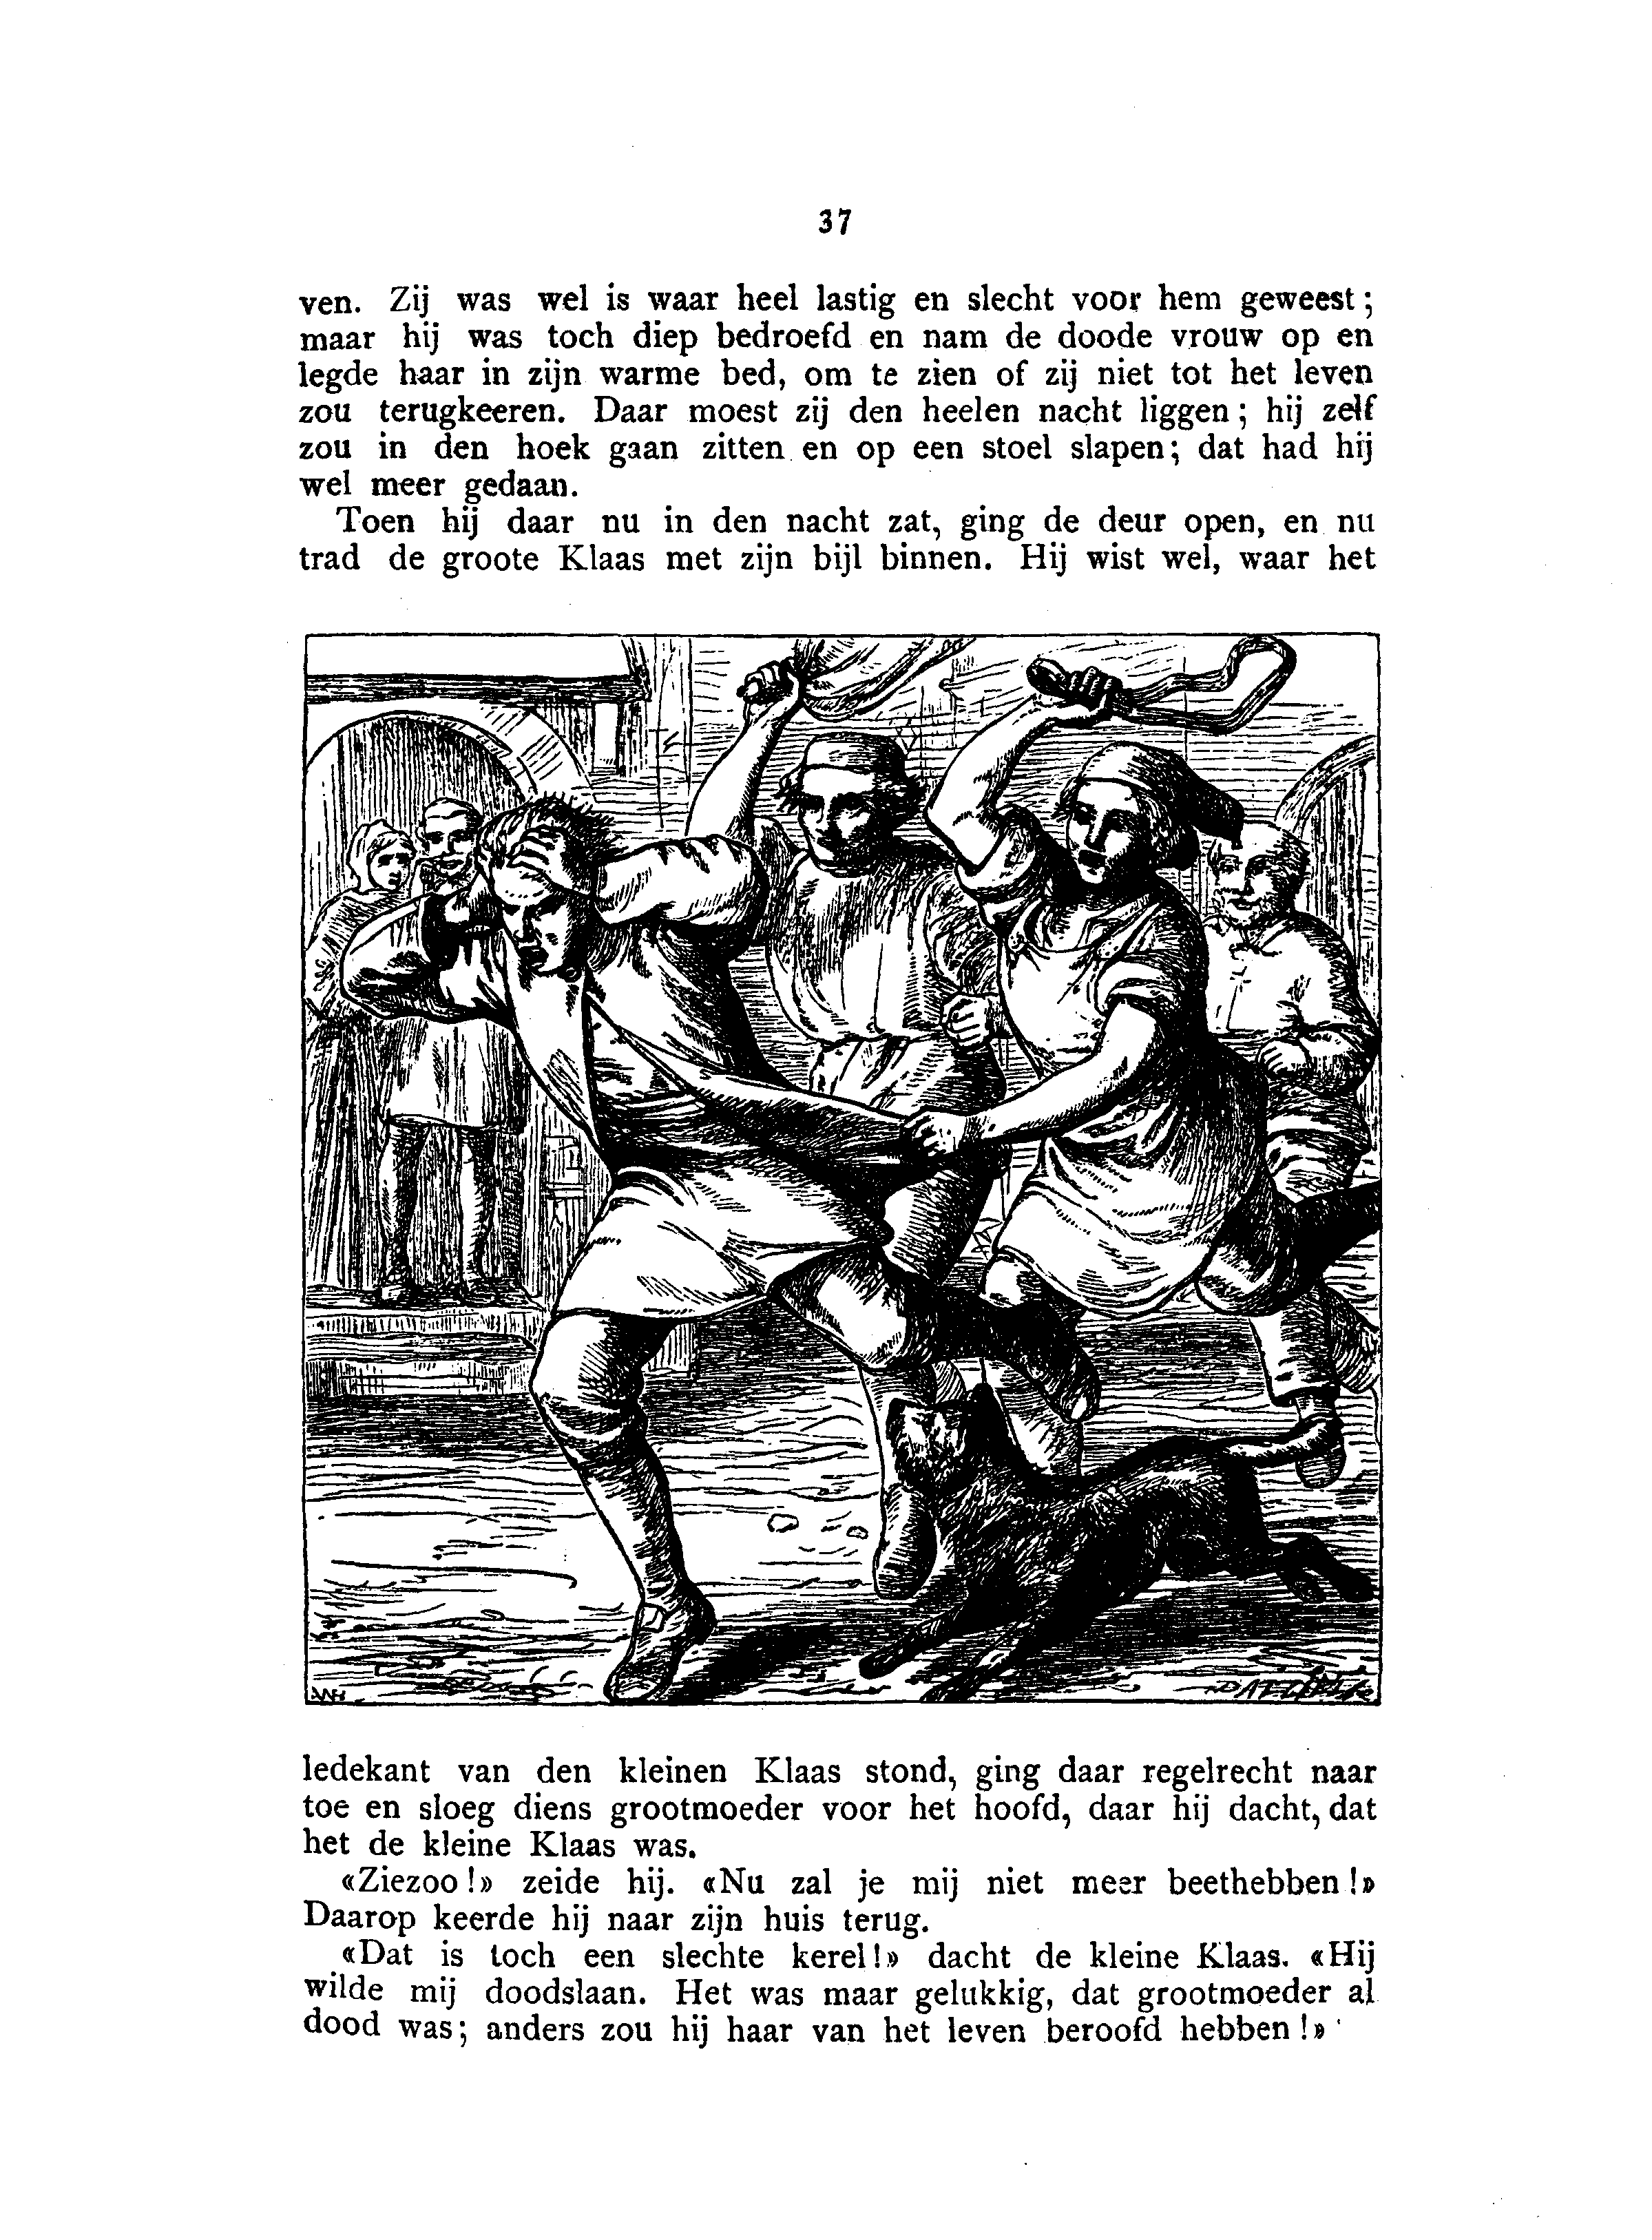 37
ven. Zij was wel is waar heel lastig en slecht voor hem geweest;
maar hij was toch diep bedroefd en nam de doode vrouw op en
legde haar in zijn warme bed, om te zien of zij niet tot het leven
zou terugkeeren. Daar moest zij den heelen nacht liggen; hij zelf
zou in den hoek gaan zitten en op een stoel slapen; dat had hij
wel meer gedaan.
Toen hij daar nu in den nacht zat, ging de deur open, en nu
trad de groote Klaas met zijn bijl binnen. Hij wist wel, waar het
ledekant van den kleinen Klaas stond, ging daar regelrecht naar
toe en sloeg diens grootmoeder voor het hoofd, daar hij dacht, dat
het de kleine Klaas was.
«Ziezoo!» zeide hij. «Nu zal je mij niet meer beethebben!»
Daarop keerde hij naar zijn huis terug.
«Dat is toch een slechte kerel!» dacht de kleine Klaas. «Hij
wilde mij doodslaan. Het was maar gelukkig, dat grootmoeder al
dood was; anders zou hij haar van het leven beroofd hebben!»